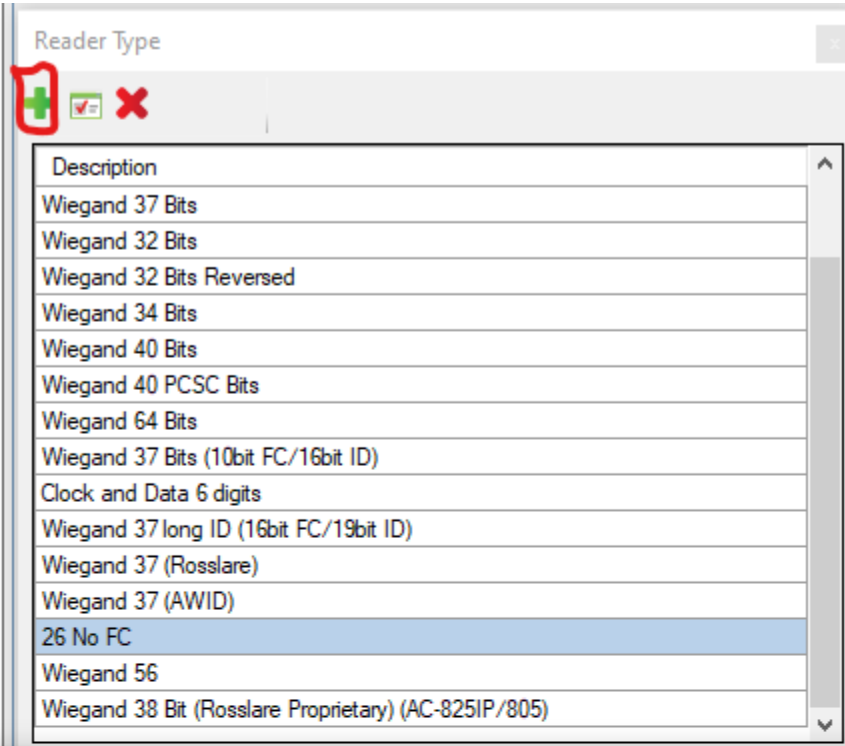 Reader Type
Description
Wiegand 37 Bits
Wiegand 32 Bits
Wiegand 32 Bits Reversed
Wiegand 34 Bits
Wiegand 40 Bits
Wiegand 40 PCSC Bits
Wiegand 64 Bits
Wiegand 37 Bits (10bit FC/16bit ID)
Clock and Data 6 digits
Wiegand 37 long ID (16bit FC/19bit ID)
Wiegand 37 (Rosslare)
Wiegand 37 (AWID)
26 No FC
Wiegand 56
Wiegand 38 Bit (Rosslare Proprietary) (AC-825IP/805)